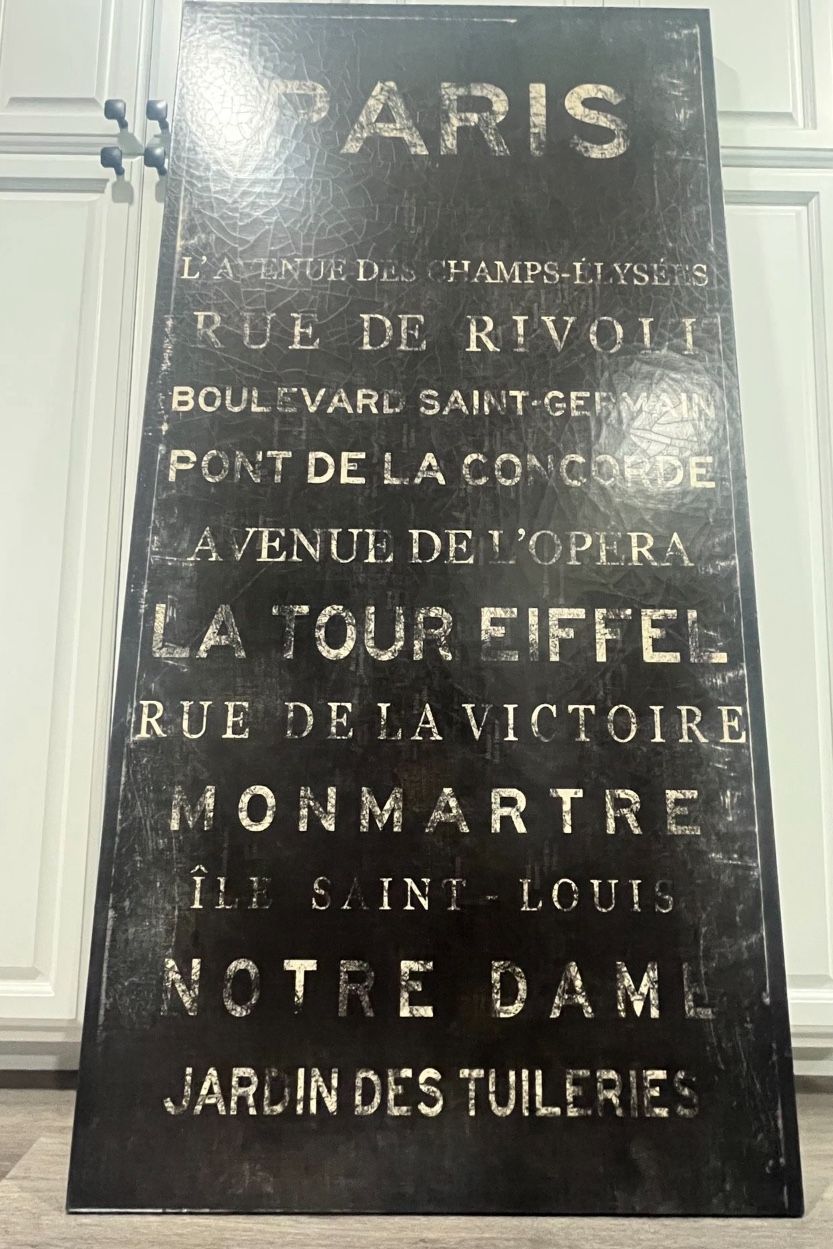 PARIS
L'AVENUE DES CHAMPS-ÉLYSÉES
RUE DE RIVOLI
BOULEVARD SAINT-GERMAIN
PONT DE LA CONCORDE
AVENUE DE L'OPERA
LA TOUR EIFFEL
RUE DE LA VICTOIRE
MONMARTRE
ÎLE SAINT-LOUIS
NOTRE DAME
JARDIN DES TUILERIES